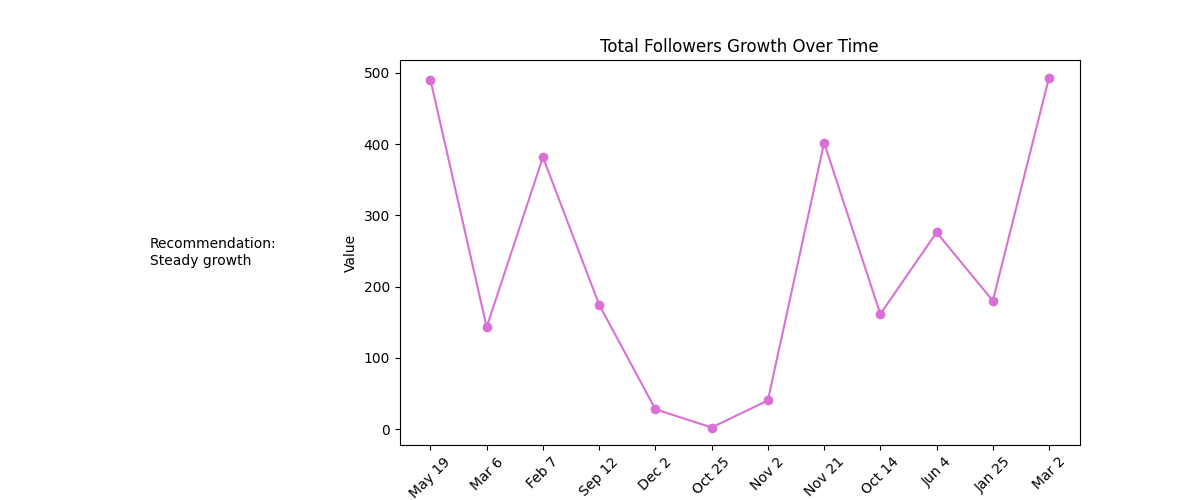 Total Followers Growth Over Time
Recommendation:
Steady growth
Value
500
400
300
200
100
0
May 19
Mar 6
Feb 7
Sep 12
Dec 2
Oct 25
Nov 2
Nov 21
Oct 14
Jun 4
Jan 25
Mar 2